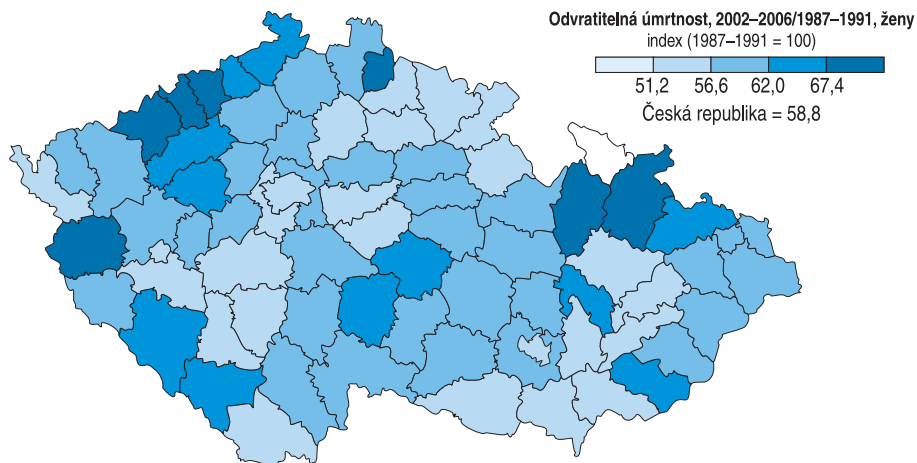 Odvratitelná úmrtnost, 2002–2006/1987–1991, ženy
index (1987–1991 = 100)
51,2 56,6 62,0 67,4
Česká republika = 58,8